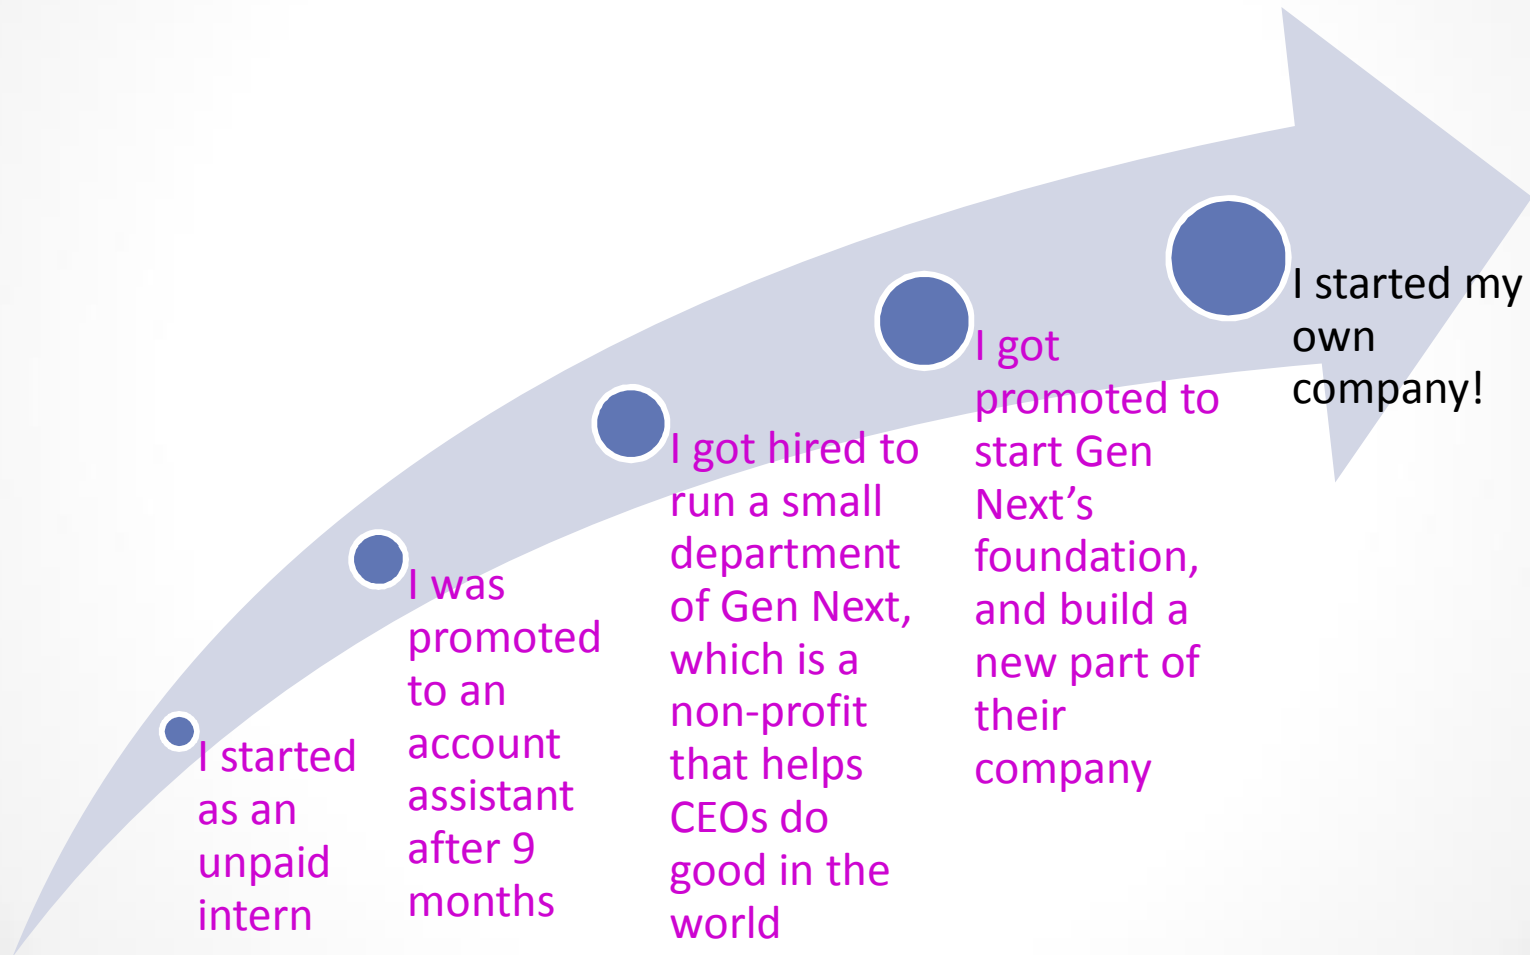 I started
as an
unpaid
intern
I was
promoted
to an
account
assistant
after 9
months
I got hired to
run a small
department
of Gen Next,
which is a
non-profit
that helps
CEOs do
good in the
world
I got
promoted to
start Gen
Next’s
foundation,
and build a
new part of
their
company
I started my
own
company!